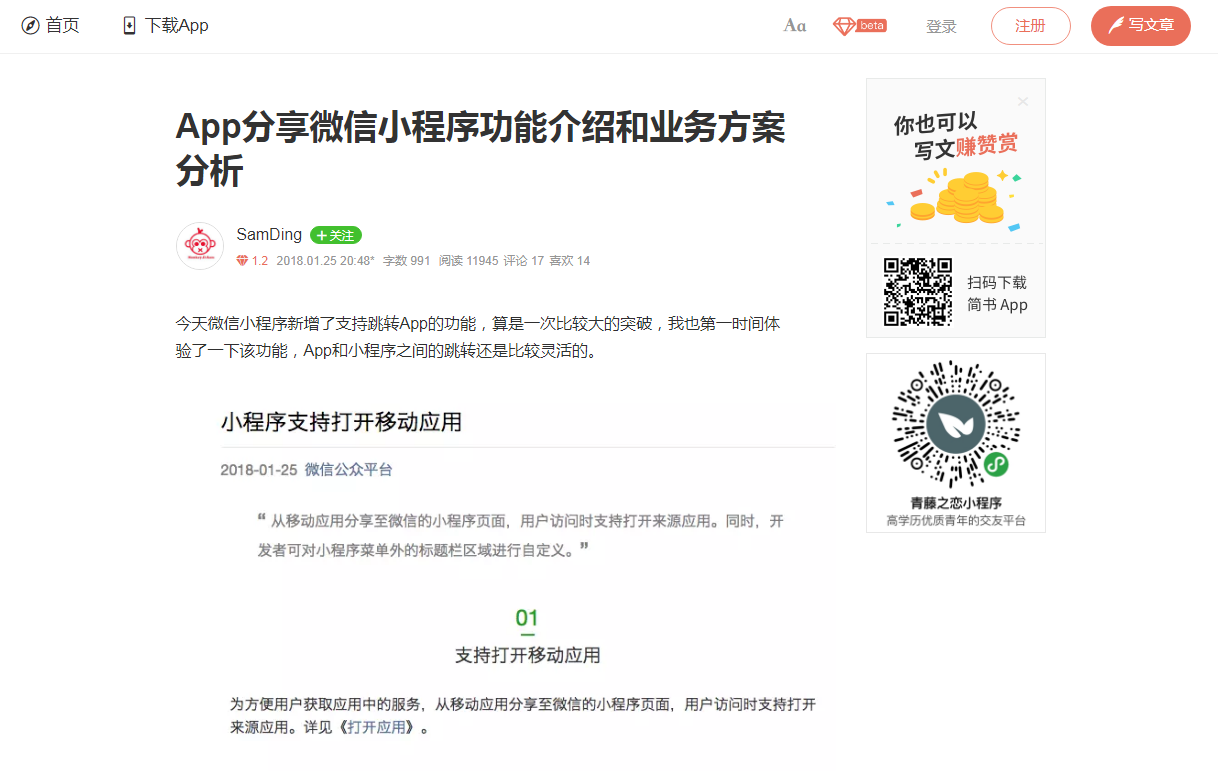 首页
下载App
Aa
beta
登录
注册
写文章
App分享微信小程序功能介绍和业务方案
分析
SamDing
+关注
1.2 2018.01.25 20:48* 字数 991 阅读 11945 评论 17 喜欢 14
今天微信小程序新增了支持跳转App的功能，算是一次比较大的突破，我也第一时间体
验了一下该功能，App和小程序之间的跳转还是比较灵活的。
小程序支持打开移动应用
2018-01-25 微信公众平台
“ 从移动应用分享至微信的小程序页面，用户访问时支持打开来源应用。同时，开
发者可对小程序菜单外的标题栏区域进行自定义。”
01
支持打开移动应用
为方便用户获取应用中的服务，从移动应用分享至微信的小程序页面，用户访问时支持打开
来源应用。详见《打开应用》。
你也可以
写文赚赞赏
扫码下载
简书 App
青藤之恋小程序
高学历优质青年的交友平台